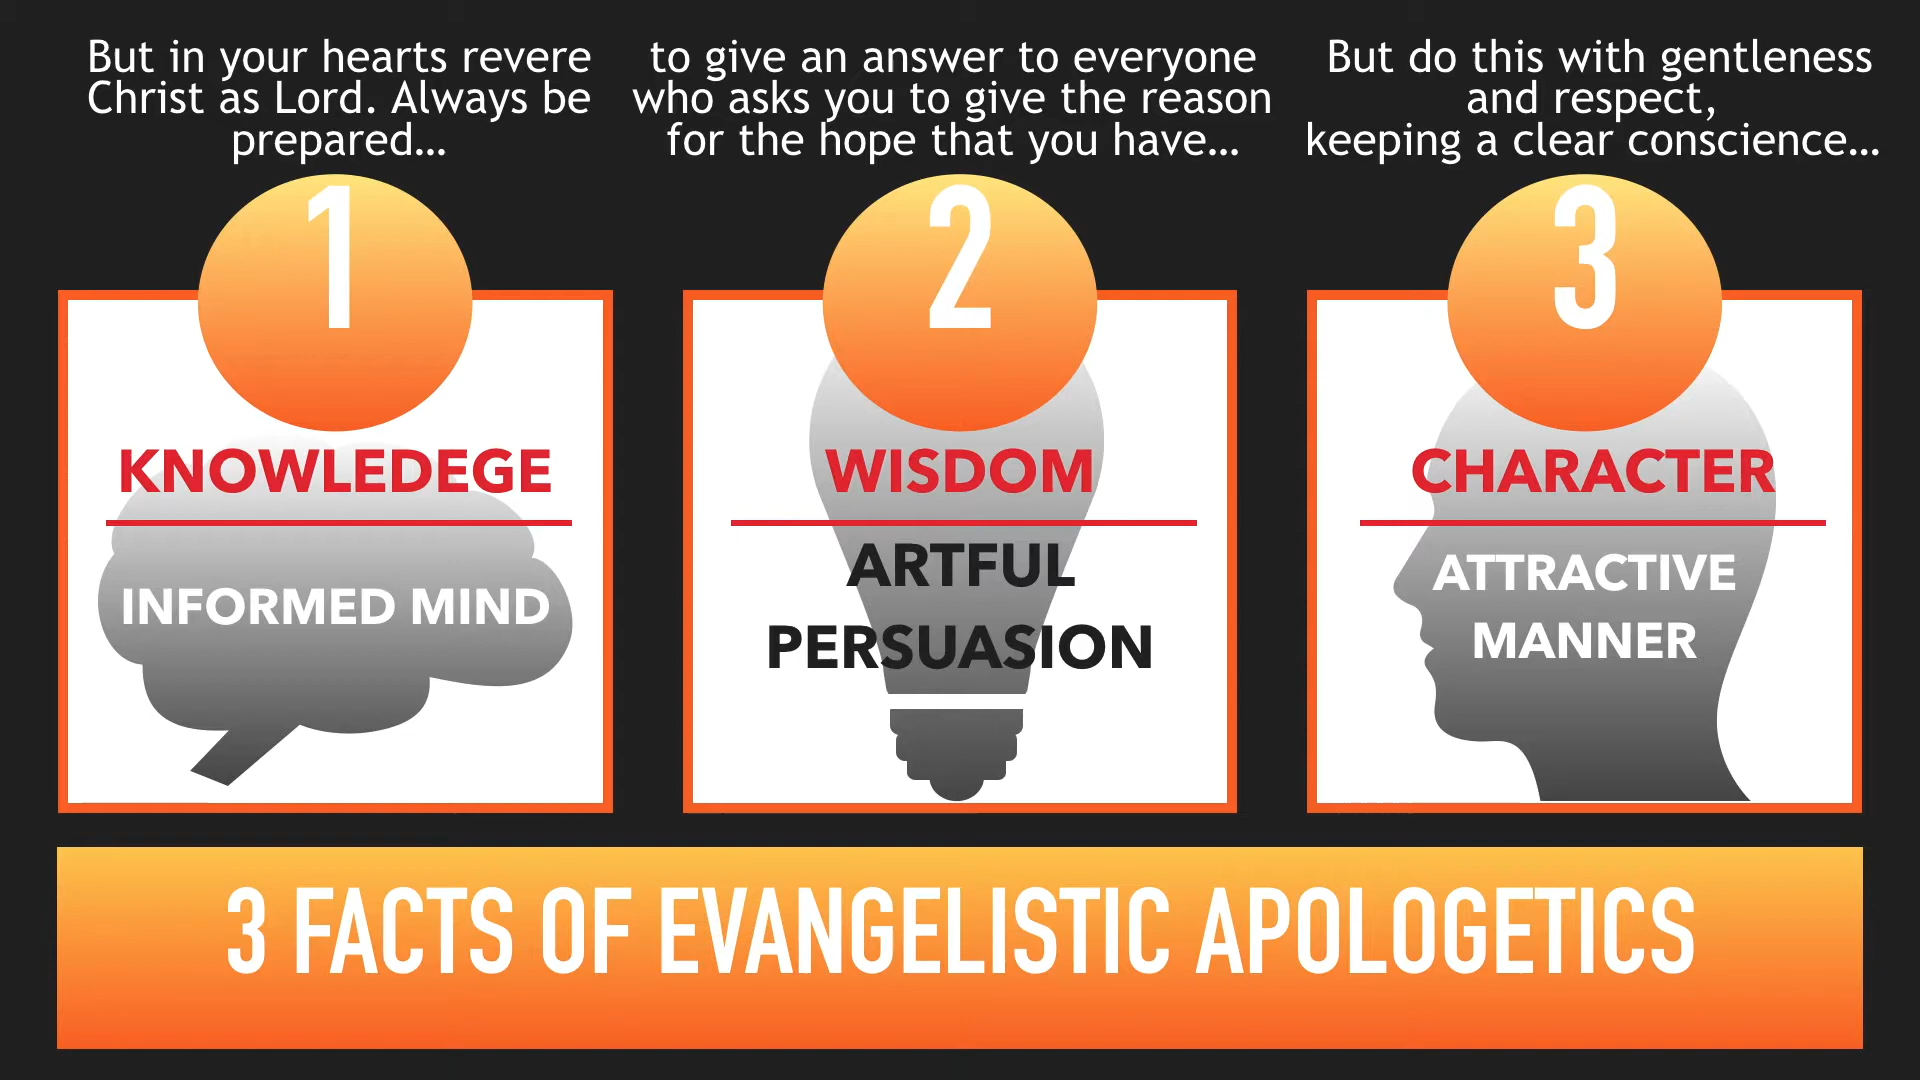 But in your hearts revere
Christ as Lord. Always be
prepared...
1
KNOWLEDEGE
INFORMED MIND
to give an answer to everyone
who asks you to give the reason
for the hope that you have...
2
WISDOM
ARTFUL
PERSUASION
But do this with gentleness
and respect,
keeping a clear conscience...
3
CHARACTER
ATTRACTIVE
MANNER
3 FACTS OF EVANGELISTIC APOLOGETICS